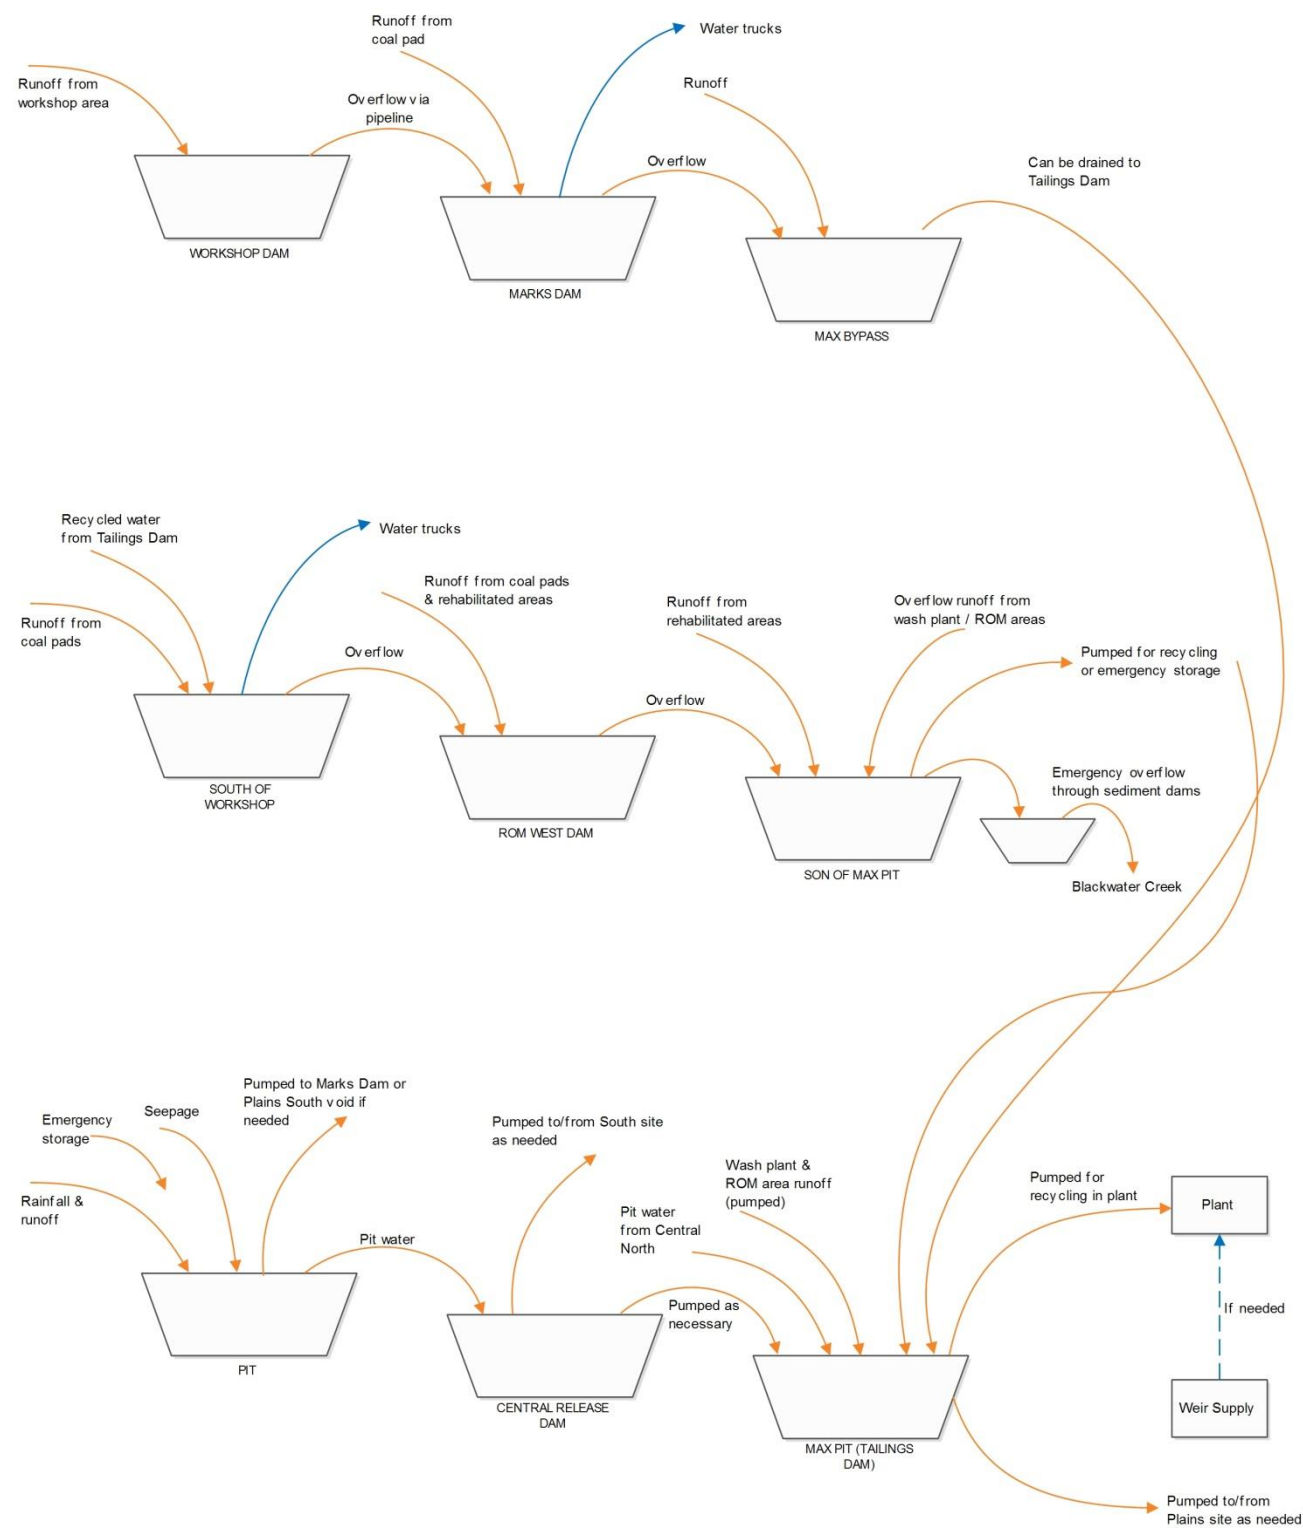 Runoff from
coal pad
Water trucks
Runoff from
workshop area
Runoff
Overflow via
pipeline
Overflow
Can be drained to
Tailings Dam
WORKSHOP DAM
MARKS DAM
MAX BYPASS
Recycled water
from Tailings Dam
Water trucks
Runoff from coal pads
& rehabilitated areas
Runoff from
rehabilitated areas
Overflow runoff from
wash plant / ROM areas
Runoff from
coal pads
Overflow
Pumped for recycling
or emergency storage
Overflow
Emergency overflow
through sediment dams
SOUTH OF
WORKSHOP
ROM WEST DAM
SON OF MAX PIT
Blackwater Creek
Pumped to Marks Dam or
Plains South void if
needed
Seepage
Emergency
storage
Pumped to/from South site
as needed
Wash plant &
ROM area runoff
(pumped)
Pumped for
recycling in plant
Rainfall &
runoff
Plant
Pit water
from Central
North
Pit water
Pumped as
necessary
If needed
PIT
CENTRAL RELEASE
DAM
Weir Supply
MAX PIT (TAILINGS
DAM)
Pumped to/from
Plains site as needed